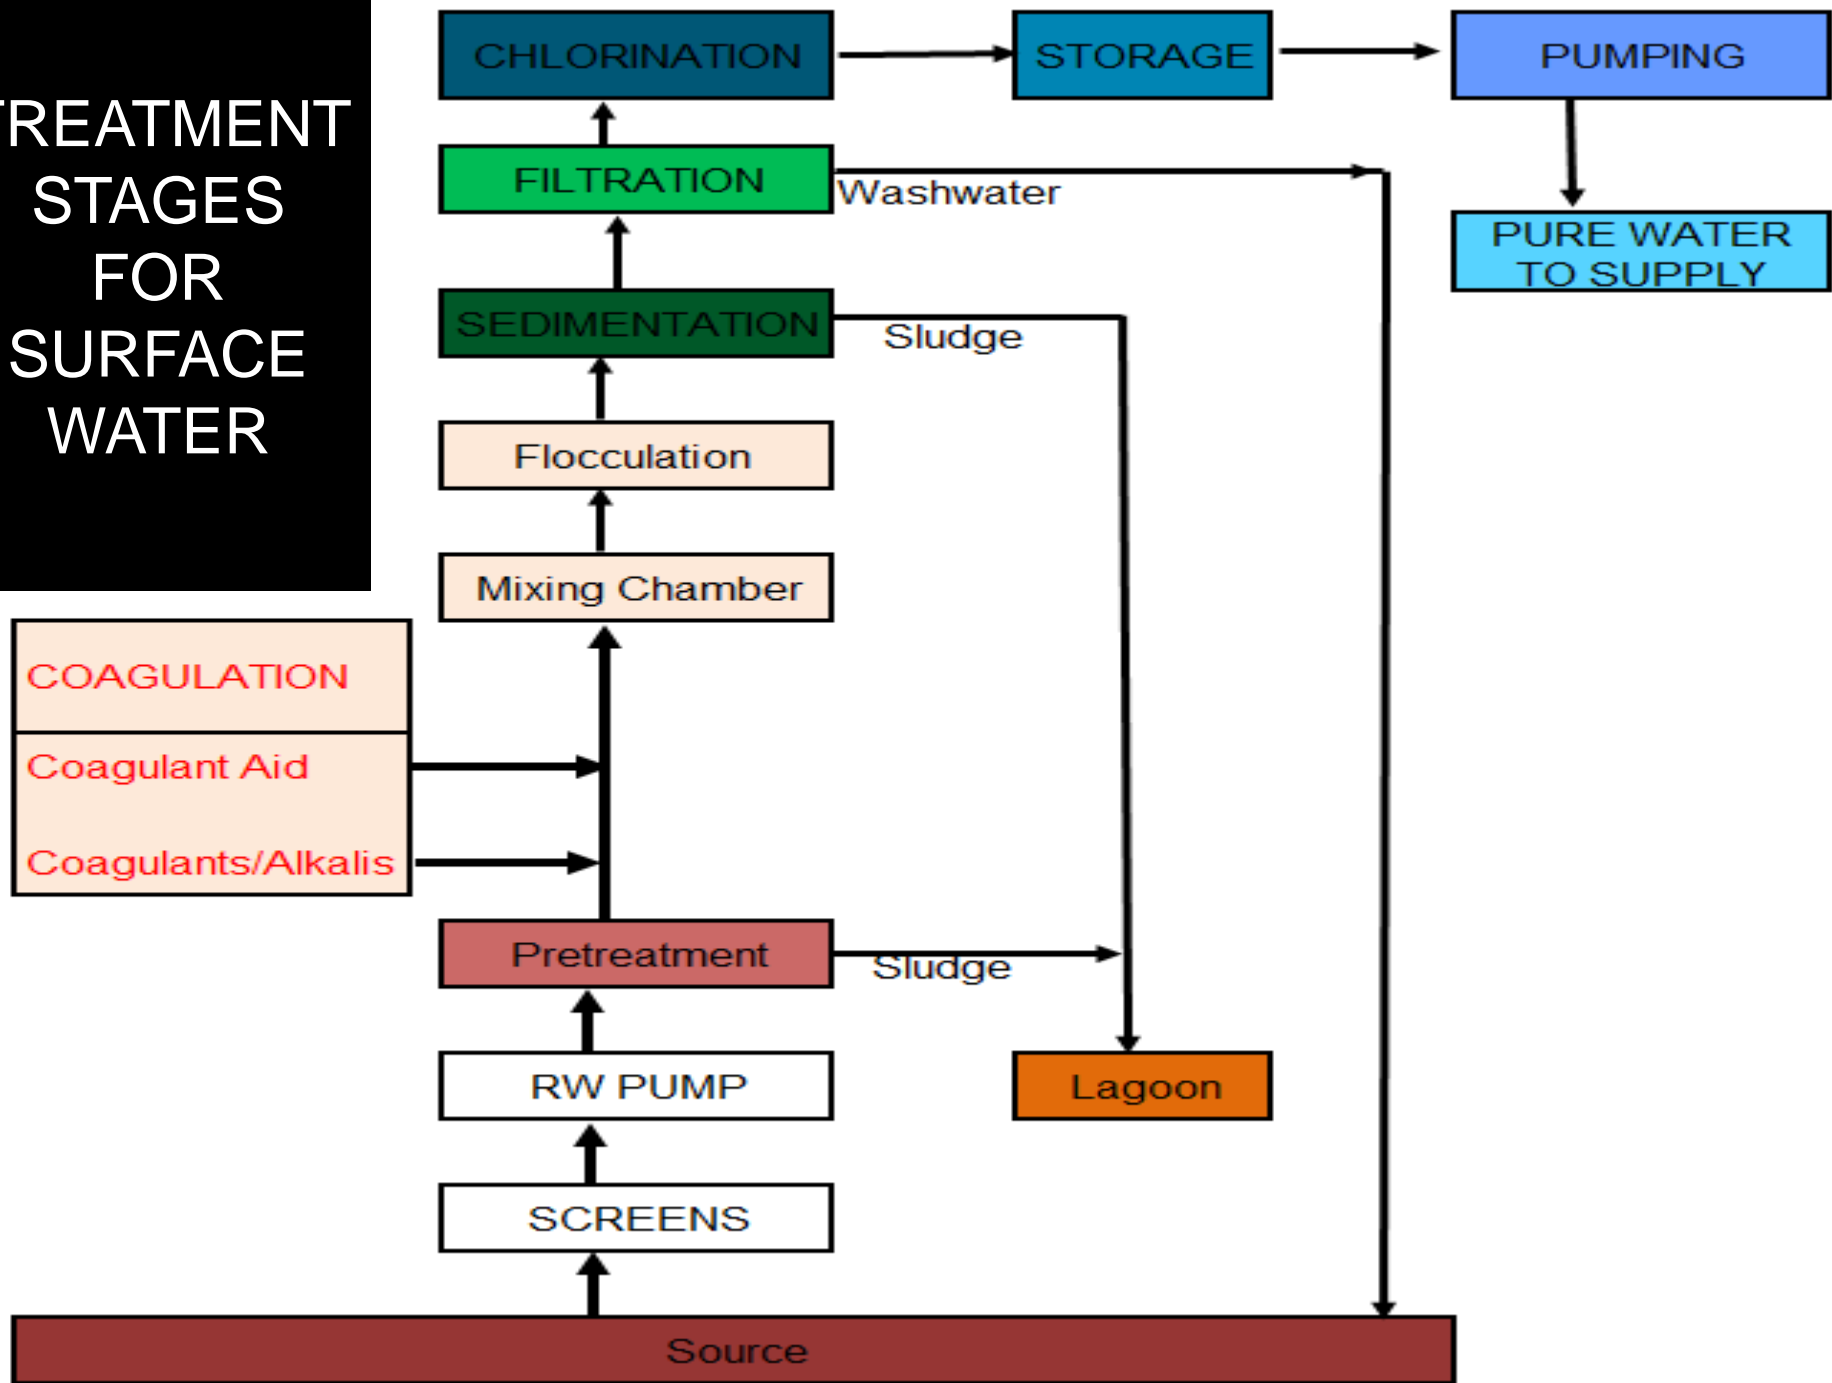 TREATMENT
STAGES
FOR
SURFACE
WATER
CHLORINATION
STORAGE
PUMPING
FILTRATION
Washwater
PURE WATER
TO SUPPLY
SEDIMENTATION
Sludge
Flocculation
Mixing Chamber
COAGULATION
Coagulant Aid
Coagulants/Alkalis
Pretreatment
Sludge
RW PUMP
Lagoon
SCREENS
Source